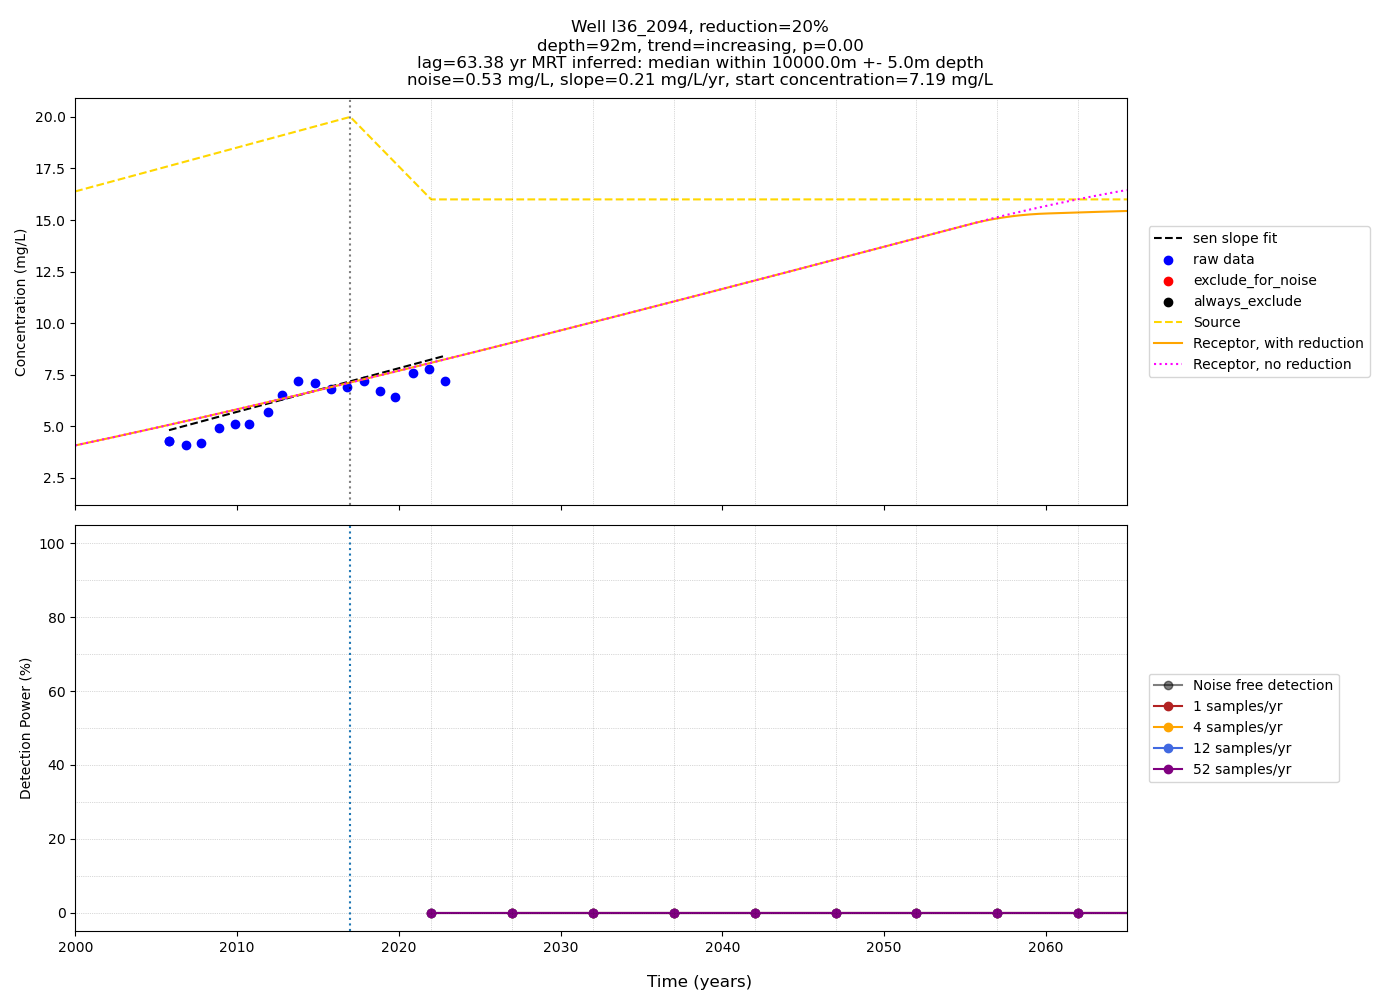 Well l36_2094, reduction=20%
depth=92m, trend=increasing, p=0.00
lag=63.38 yr MRT inferred: median within 10000.0m +- 5.0m depth
noise=0.53 mg/L, slope=0.21 mg/L/yr, start concentration=7.19 mg/L
Concentration (mg/L)
20.0
17.5
15.0
12.5
10.0
7.5
5.0
2.5
sen slope fit
raw data
exclude_for_noise
always_exclude
Source
Receptor, with reduction
Receptor, no reduction
Detection Power (%)
100
80
60
40
20
0
Noise free detection
1 samples/yr
4 samples/yr
12 samples/yr
52 samples/yr
2000
2010
2020
2030
2040
2050
2060
Time (years)